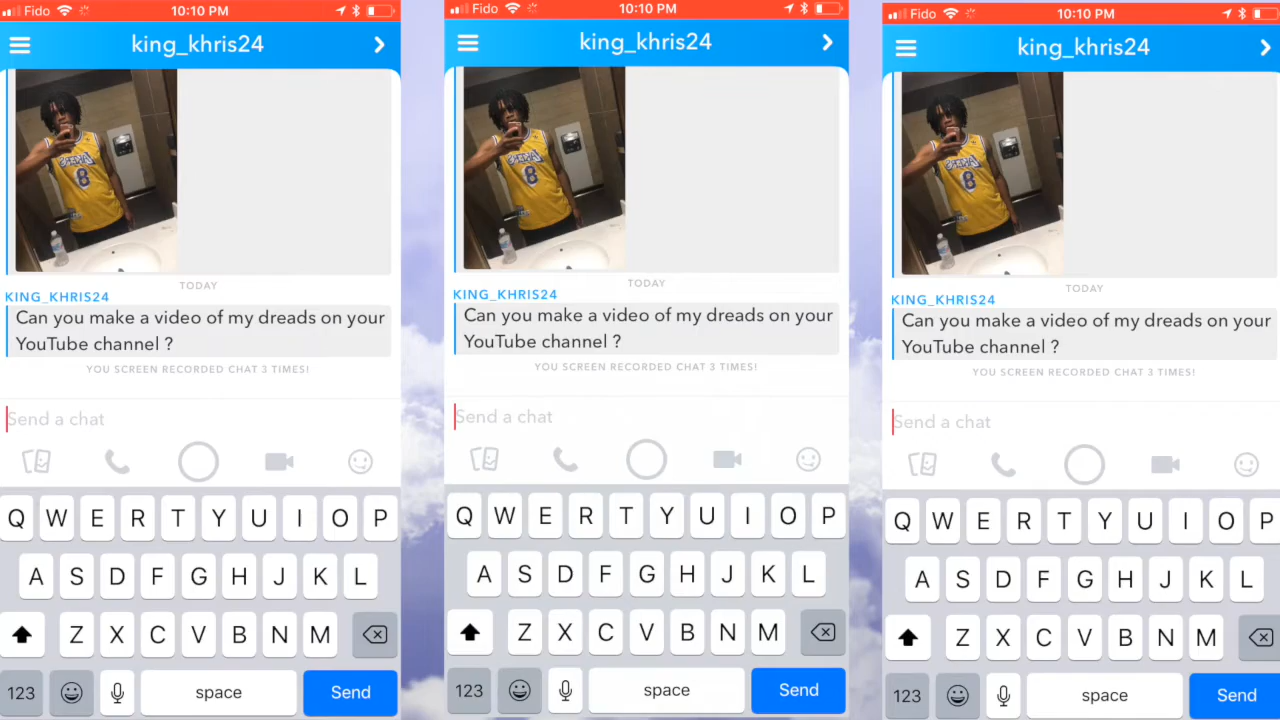 Fido 10:10 PM
king_khris24
8
TODAY
KING_KHRIS24
Can you make a video of my dreads on your
YouTube channel ?
YOU SCREEN RECORDED CHAT 3 TIMES!
Send a chat
Q W E R T Y U I O P
A S D F G H J K L
Z X C V B N M
123 space Send
Fido 10:10 PM
king_khris24
8
TODAY
KING_KHRIS24
Can you make a video of my dreads on your
YouTube channel ?
YOU SCREEN RECORDED CHAT 3 TIMES!
Send a chat
Q W E R T Y U I O P
A S D F G H J K L
Z X C V B N M
123 space Send
Fido 10:10 PM
king_khris24
8
TODAY
KING_KHRIS24
Can you make a video of my dreads on your
YouTube channel ?
YOU SCREEN RECORDED CHAT 3 TIMES!
Send a chat
Q W E R T Y U I O P
A S D F G H J K L
Z X C V B N M
123 space Send